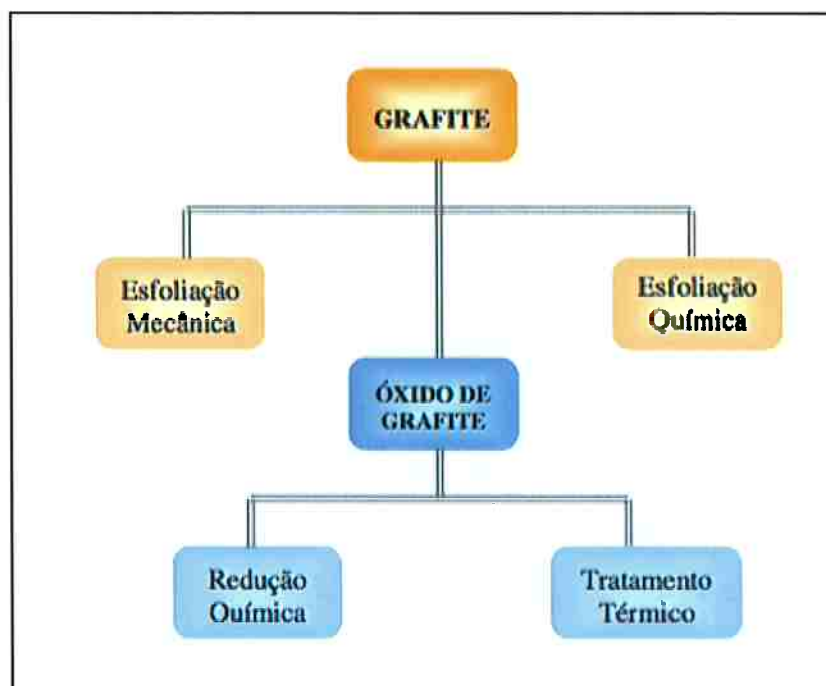 GRAFITE
Esfoliação
Mecânica
Esfoliação
Química
ÓXIDO DE
GRAFITE
Redução
Química
Tratamento
Térmico